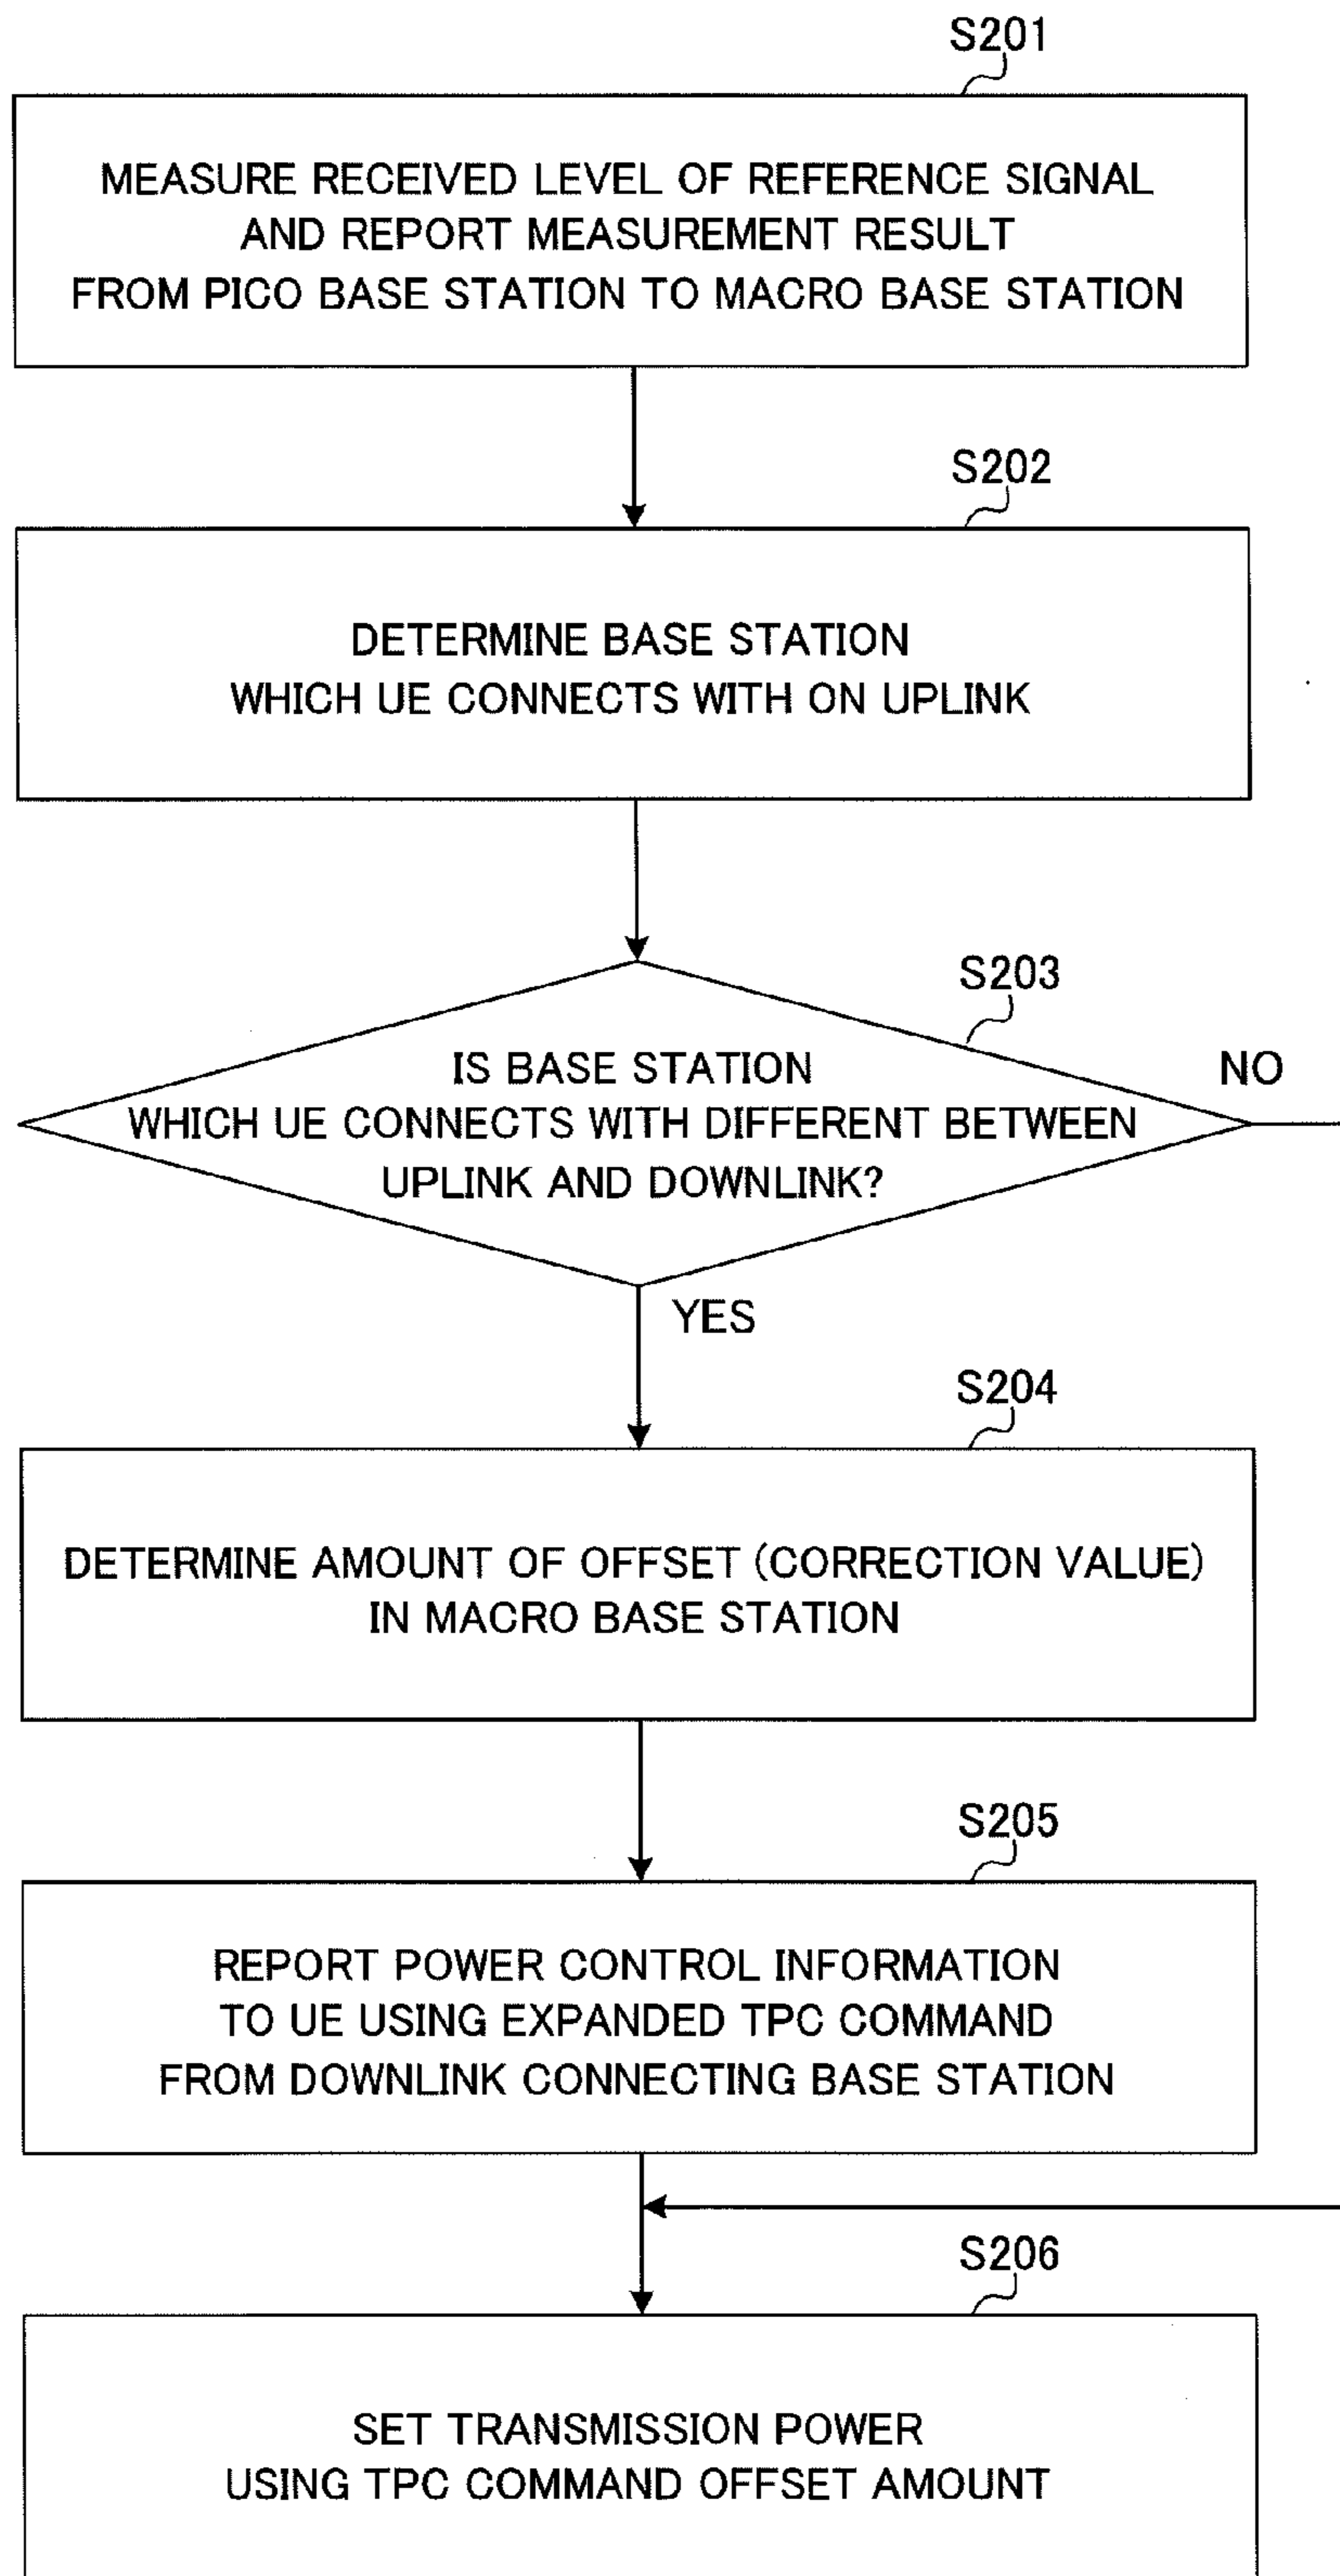 S201
MEASURE RECEIVED LEVEL OF REFERENCE SIGNAL
AND REPORT MEASUREMENT RESULT
FROM PICO BASE STATION TO MACRO BASE STATION
S202
DETERMINE BASE STATION
WHICH UE CONNECTS WITH ON UPLINK
S203
IS BASE STATION
WHICH UE CONNECTS WITH DIFFERENT BETWEEN
UPLINK AND DOWNLINK?
NO
YES
S204
DETERMINE AMOUNT OF OFFSET (CORRECTION VALUE)
IN MACRO BASE STATION
S205
REPORT POWER CONTROL INFORMATION
TO UE USING EXPANDED TPC COMMAND
FROM DOWNLINK CONNECTING BASE STATION
S206
SET TRANSMISSION POWER
USING TPC COMMAND OFFSET AMOUNT